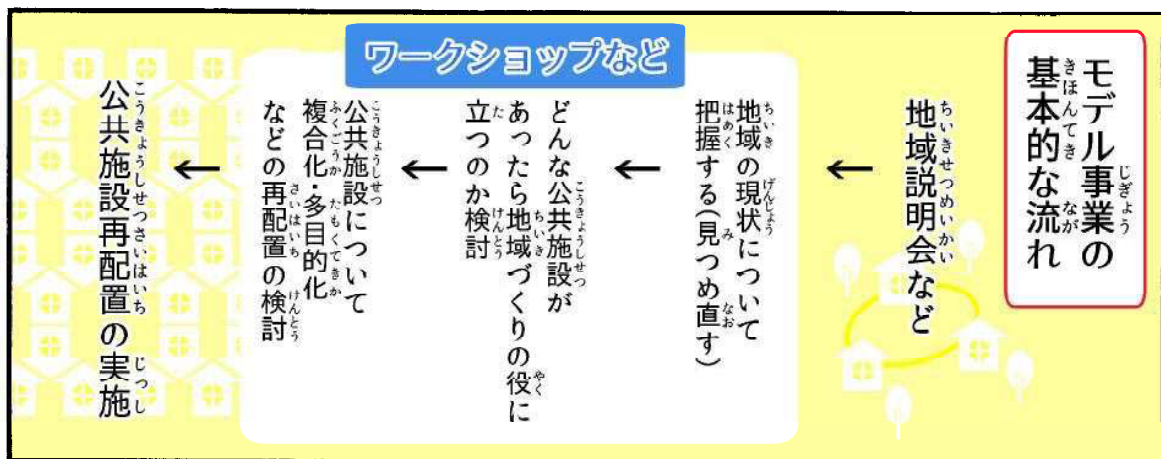 モデル事業の
基本的な流れ
地域説明会など
←
ワークショップなど
地域の現状について
把握する(見つめ直す)
←
どんな公共施設が
あったら地域づくりの役に
立つのか検討
←
公共施設について
複合化・多目的化
などの再配置の検討
←
公共施設再配置の実施